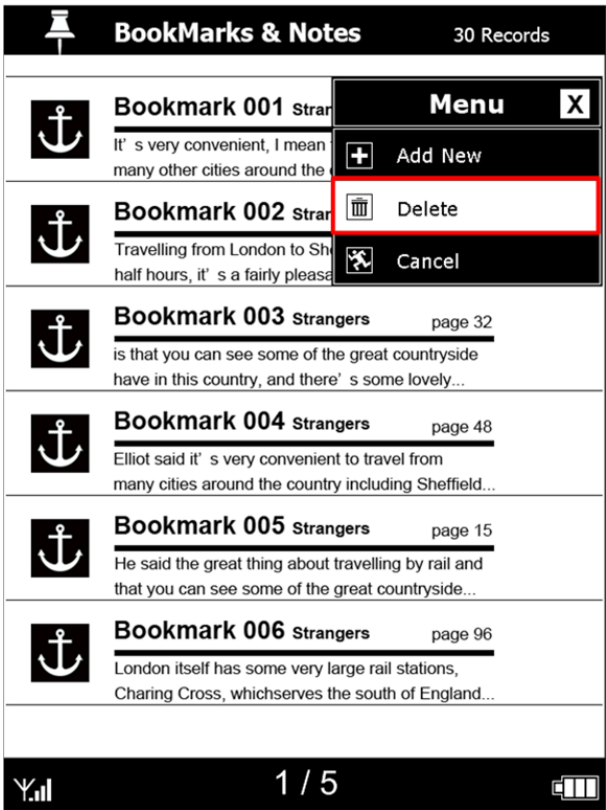 BookMarks & Notes 30 Records
Menu X
Add New
Delete
Cancel
Bookmark 001
It' s very convenient, I mean
many other cities around the
Bookmark 002
Travelling from London to
half hours, it' s a fairly
Bookmark 003 Strangers page 32
is that you can see some of the great countryside
have in this country, and there' s some lovely...
Bookmark 004 Strangers page 48
Elliot said it' s very convenient to travel from
many cities around the country including Sheffield...
Bookmark 005 Strangers page 15
He said the great thing about travelling by rail and
that you can see some of the great countryside...
Bookmark 006 Strangers page 96
London itself has some very large rail stations,
Charing Cross, whichserves the south of England...
1 / 5